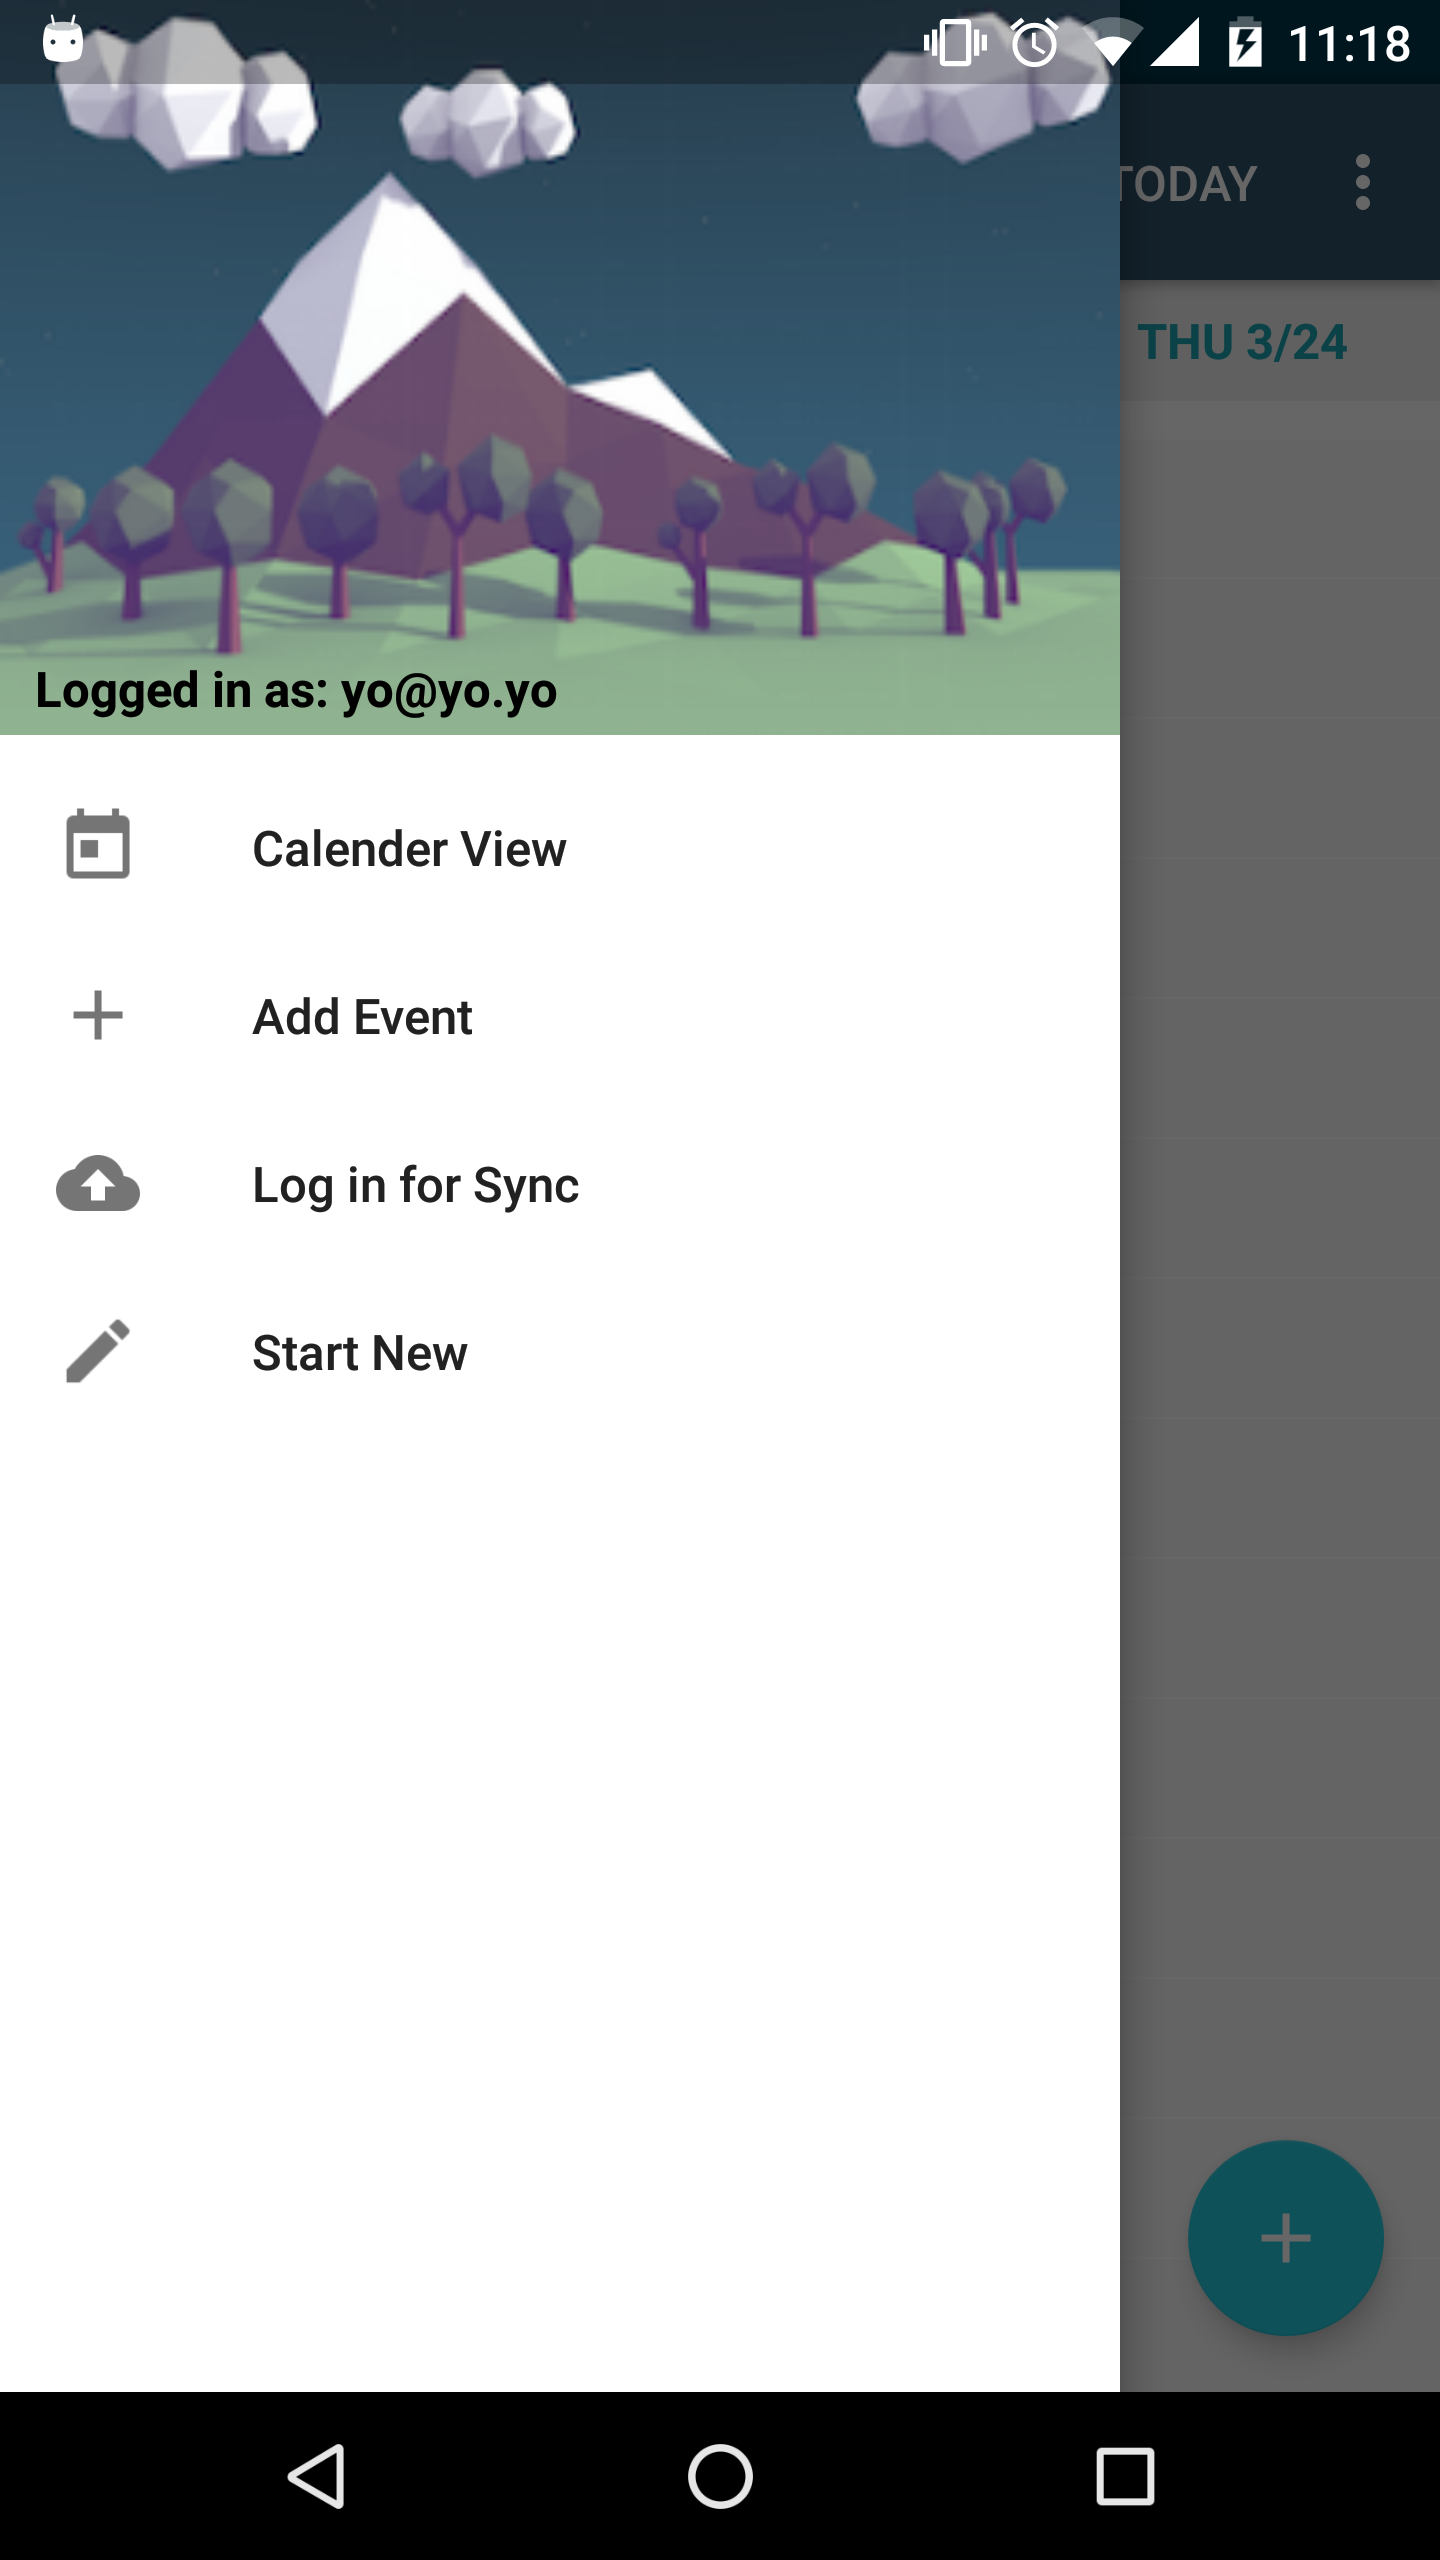 11:18
TODAY
THU 3/24
Logged in as: yo@yo.yo
Calender View
Add Event
Log in for Sync
Start New